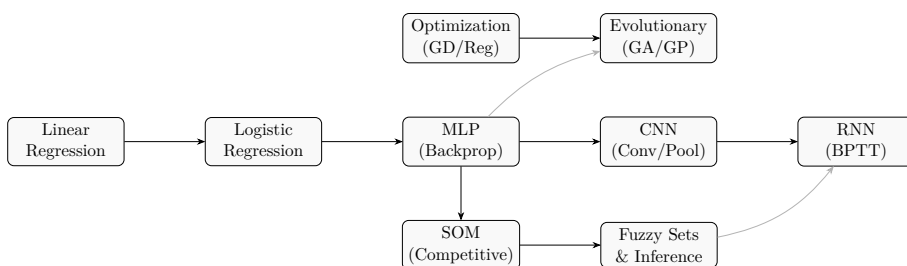 Optimization
(GD/Reg)
Evolutionary
(GA/GP)
Linear
Regression
Logistic
Regression
MLP
(Backprop)
CNN
(Conv/Pool)
RNN
(BPTT)
SOM
(Competitive)
Fuzzy Sets
& Inference